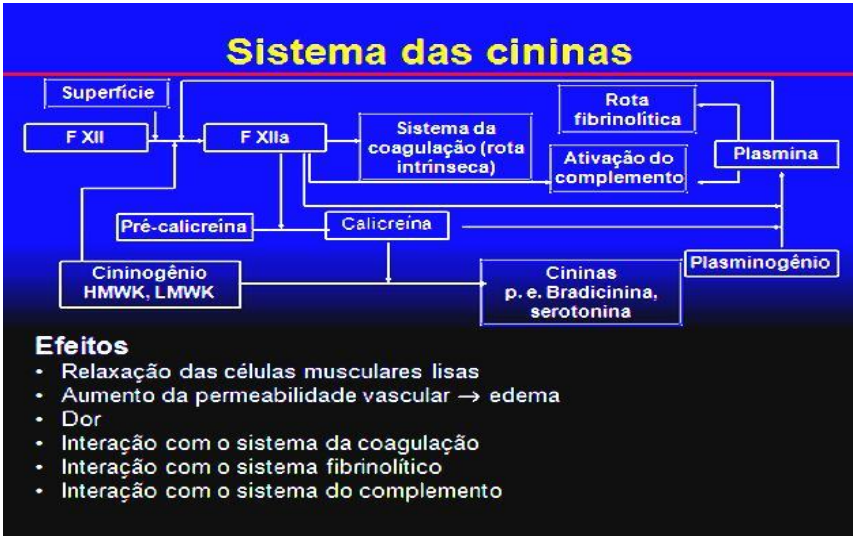 Sistema das cininas
Superfície
F XII
F XIIa
Sistema da
coagulação (rota
intrínseca)
Rota
fibrinolítica
Ativação do
complemento
Plasmina
Pré-calicreína
Calicreína
Cininogênio
HMWK, LMWK
Cininas
p. e. Bradicinina,
serotonina
Plasminogênio
Efeitos
• Relaxação das células musculares lisas
• Aumento da permeabilidade vascular → edema
• Dor
• Interação com o sistema da coagulação
• Interação com o sistema fibrinolítico
• Interação com o sistema do complemento